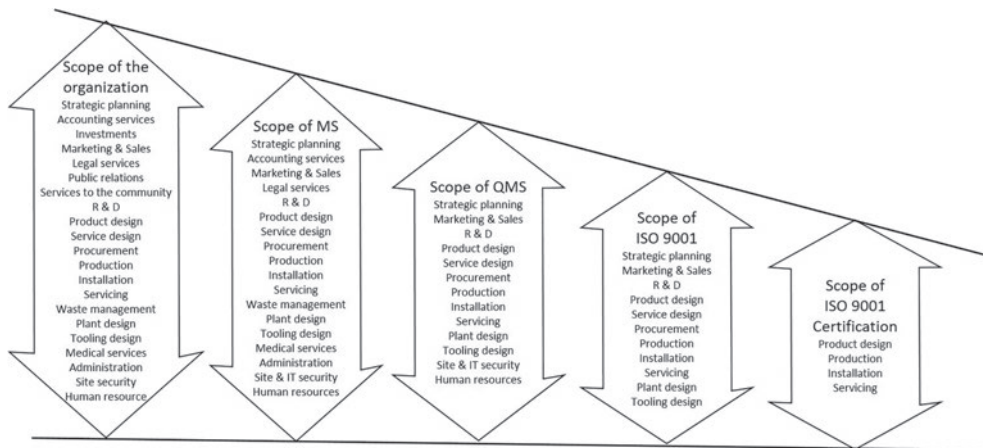 Scope of the
organization
Strategic planning
Accounting services
Investments
Marketing & Sales
Legal services
Public relations
Services to the community
R & D
Product design
Service design
Procurement
Production
Installation
Servicing
Waste management
Plant design
Tooling design
Medical services
Administration
Site security
Human resource
Scope of MS
Strategic planning
Accounting services
Marketing & Sales
Legal services
R & D
Product design
Service design
Procurement
Production
Installation
Servicing
Waste management
Plant design
Tooling design
Medical services
Administration
Site & IT security
Human resources
Scope of QMS
Strategic planning
Marketing & Sales
R & D
Product design
Service design
Procurement
Production
Installation
Servicing
Plant design
Tooling design
Site & IT security
Human resources
Scope of
ISO 9001
Strategic planning
Marketing & Sales
R & D
Product design
Service design
Procurement
Production
Installation
Servicing
Plant design
Tooling design
Scope of
ISO 9001
Certification
Product design
Production
Installation
Servicing